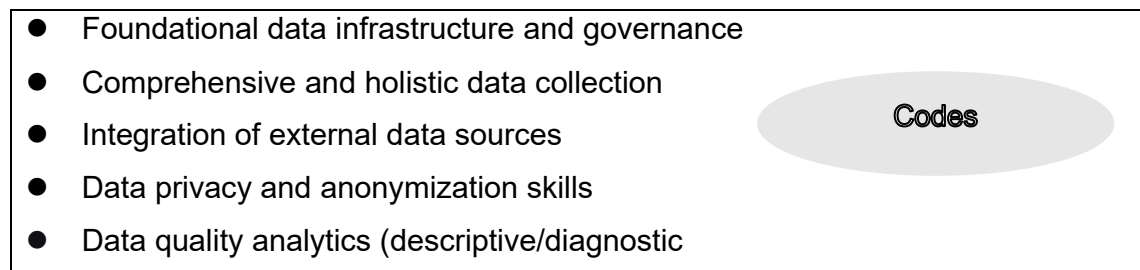 ● Foundational data infrastructure and governance
● Comprehensive and holistic data collection
Codes
● Integration of external data sources
● Data privacy and anonymization skills
● Data quality analytics (descriptive/diagnostic